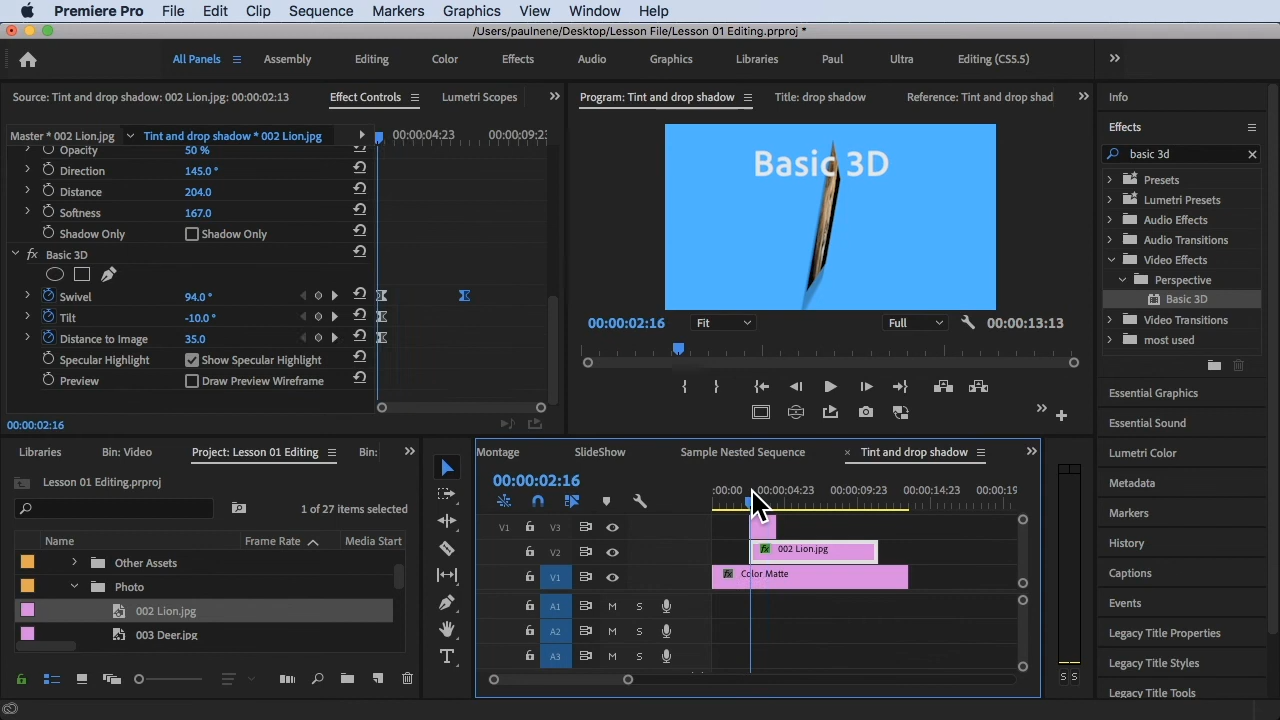 Premiere Pro File Edit Clip Sequence Markers Graphics View Window Help
/Users/paulnene/Desktop/Lesson File/Lesson 01 Editing.prproj *
All Panels Assembly Editing Color Effects Audio Graphics Libraries Paul Ultra Editing (CS5.5)
Source: Tint and drop shadow: 002 Lion.jpg: 00:00:02:13 Effect Controls Lumetri Scopes
Master * 002 Lion.jpg Tint and drop shadow * 002 Lion.jpg 00:00:04:23 00:00:09:23
Opacity 50 %
Direction 145.0 °
Distance 204.0
Softness 167.0
Shadow Only Shadow Only
fx Basic 3D
Swivel 94.0 °
Tilt -10.0 °
Distance to Image 35.0
Specular Highlight Show Specular Highlight
Preview Draw Preview Wireframe
00:00:02:16
Program: Tint and drop shadow Title: drop shadow Reference: Tint and drop shad
Basic 3D
00:00:02:16 Fit Full 00:00:13:13
Info
Effects
basic 3d
Presets
Lumetri Presets
Audio Effects
Audio Transitions
Video Effects
Perspective
Basic 3D
Video Transitions
most used
Essential Graphics
Essential Sound
Lumetri Color
Metadata
Markers
History
Captions
Events
Legacy Title Properties
Legacy Title Styles
Legacy Title Tools
Libraries Bin: Video Project: Lesson 01 Editing Bin:
Lesson 01 Editing.prproj
1 of 27 items selected
Name Frame Rate Media Start
Other Assets
Photo
002 Lion.jpg
003 Deer.jpg
Montage SlideShow Sample Nested Sequence × Tint and drop shadow
00:00:02:16
:00:00 00:00:04:23 00:00:09:23 00:00:14:23 00:00:19
V1 V3
V2 fx 002 Lion.jpg
V1 fx Color Matte
A1 M S
A2 M S
A3 M S
S S